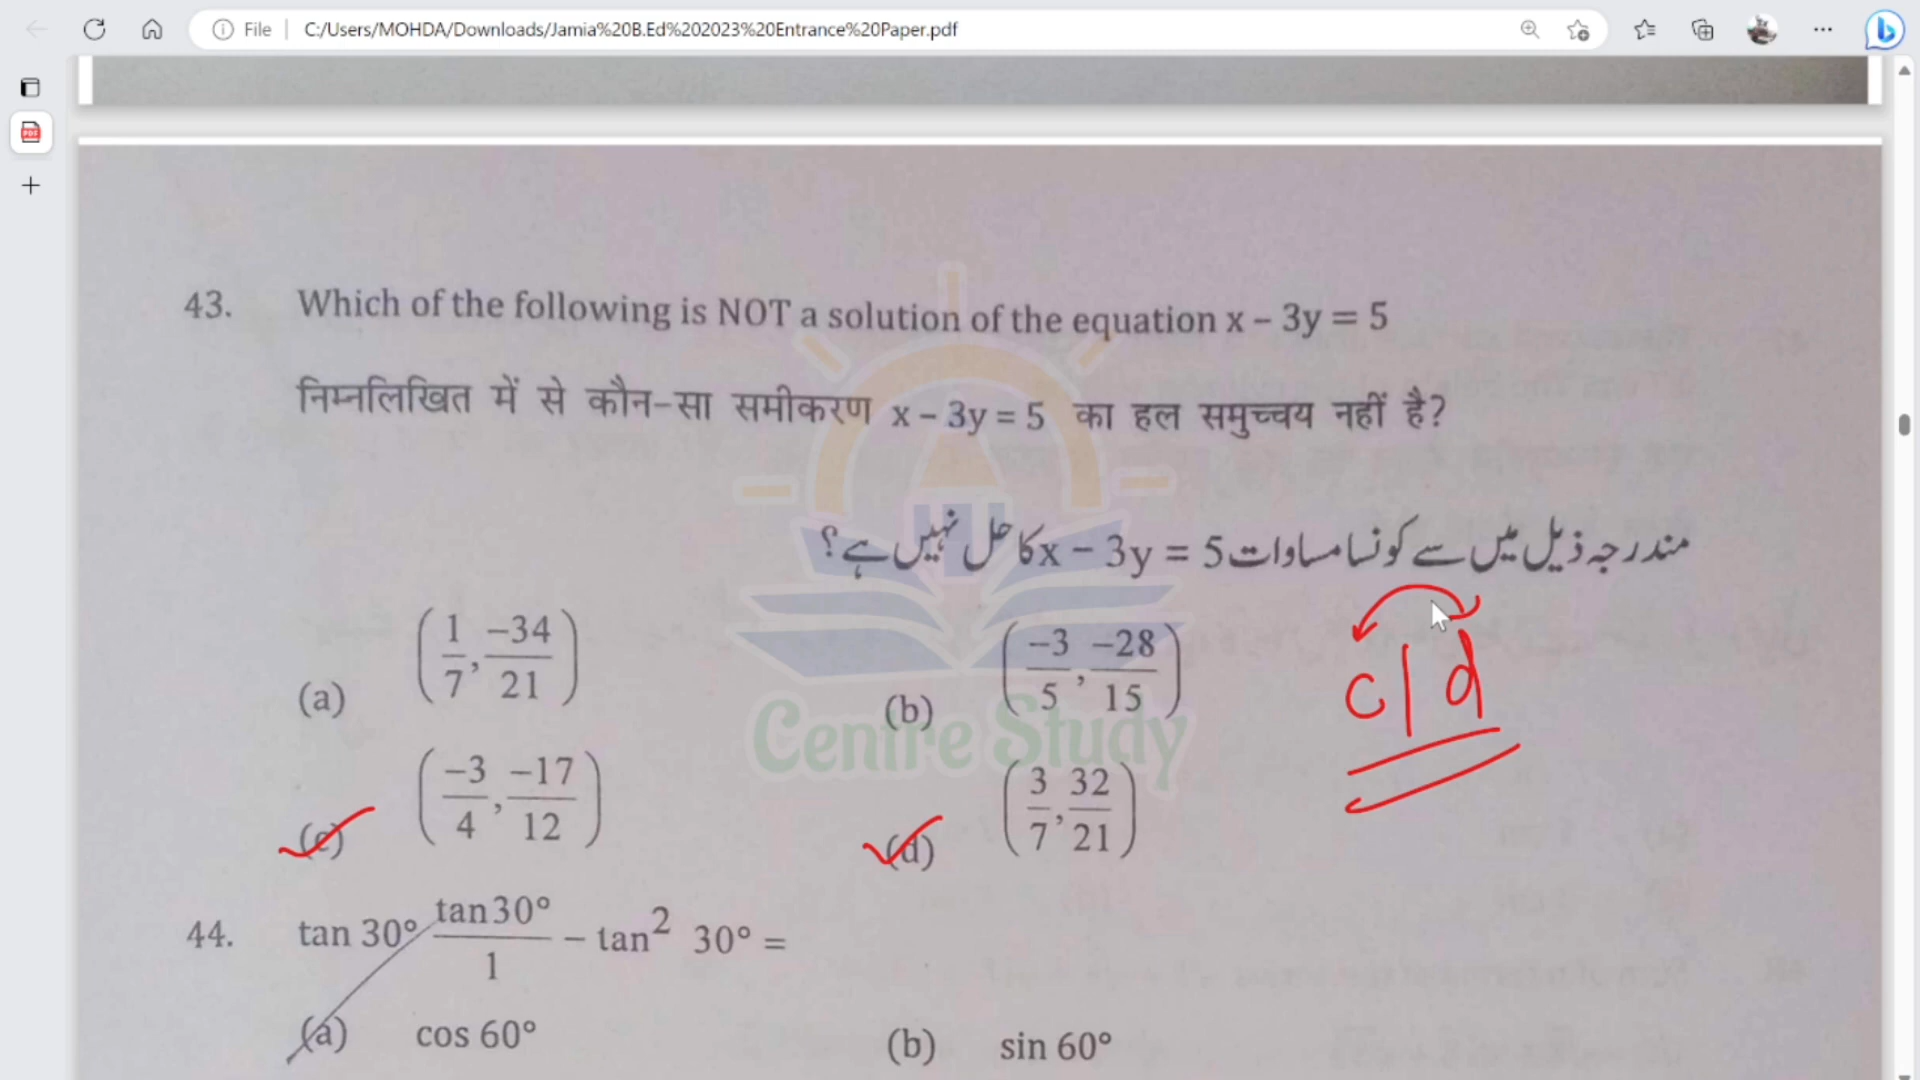 File C:/Users/MOHDA/Downloads/Jamia%20B.Ed%202023%20Entrance%20Paper.pdf
43. Which of the following is NOT a solution of the equation x – 3y = 5
निम्नलिखित में से कौन-सा समीकरण x – 3y = 5 का हल समुच्चय नहीं है?
مندرجہ ذیل میں سے کونسا مساوات x – 3y = 5 کا حل نہیں ہے؟
(a) (1/7, -34/21) (b) (-3/5, -28/15)
c | d
Centre Study
(c) (-3/4, -17/12) (d) (3/7, 32/21)
44. tan 30° tan30°/1 – tan² 30° =
(a) cos 60° (b) sin 60°